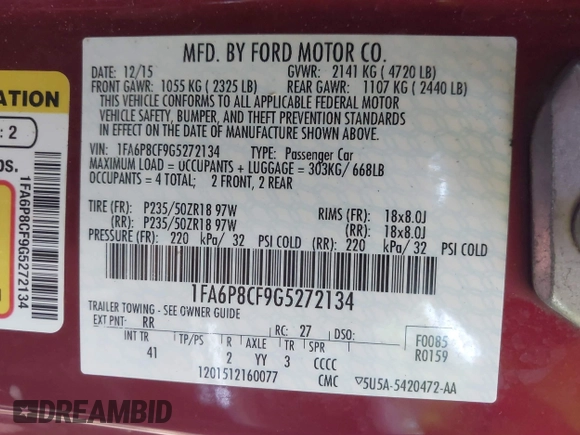 MFD. BY FORD MOTOR CO.
DATE: 12/15 GVWR: 2141 KG ( 4720 LB)
FRONT GAWR: 1055 KG ( 2325 LB) REAR GAWR: 1107 KG ( 2440 LB)
THIS VEHICLE CONFORMS TO ALL APPLICABLE FEDERAL MOTOR
VEHICLE SAFETY, BUMPER, AND THEFT PREVENTION STANDARDS
IN EFFECT ON THE DATE OF MANUFACTURE SHOWN ABOVE.
VIN: 1FA6P8CF9G5272134 TYPE: Passenger Car
MAXIMUM LOAD = OCCUPANTS + LUGGAGE = 303KG/ 668LB
OCCUPANTS = 4 TOTAL; 2 FRONT, 2 REAR
TIRE (FR): P235/50ZR18 97W RIMS (FR): 18x8.0J
(RR): P235/50ZR18 97W (RR): 18x8.0J
PRESSURE (FR): 220 kPa/ 32 PSI COLD (RR): 220 kPa/ 32 PSI COLD
1FA6P8CF9G5272134
TRAILER TOWING - SEE OWNER GUIDE
EXT PNT: RR RC: 27 DSO: F0085
R0159
INT TR TP/PS R AXLE TR SPR
41 2 YY 3 CCCC
1201512160077 CMC 5U5A-5420472-AA
ATION
: 2
bs.
1FA6P8CF9G5272134
DREAMBID